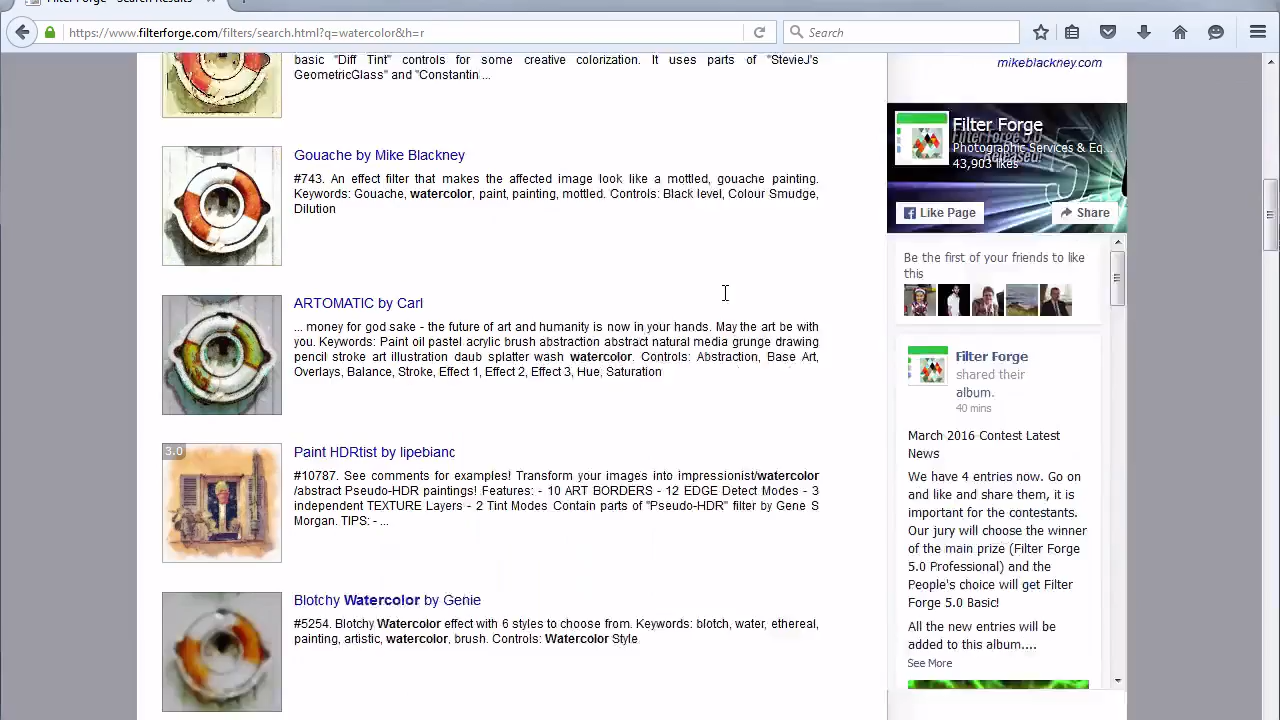 https://www.filterforge.com/filters/search.html?q=watercolor&h=r
Search
basic "Diff Tint" controls for some creative colorization. It uses parts of "StevieJ's
GeometricGlass" and "Constantin ...
Gouache by Mike Blackney
#743. An effect filter that makes the affected image look like a mottled, gouache painting.
Keywords: Gouache, watercolor, paint, painting, mottled. Controls: Black level, Colour Smudge,
Dilution
ARTOMATIC by Carl
... money for god sake - the future of art and humanity is now in your hands. May the art be with
you. Keywords: Paint oil pastel acrylic brush abstraction abstract natural media grunge drawing
pencil stroke art illustration daub splatter wash watercolor. Controls: Abstraction, Base Art,
Overlays, Balance, Stroke, Effect 1, Effect 2, Effect 3, Hue, Saturation
3.0
Paint HDRtist by lipebianc
#10787. See comments for examples! Transform your images into impressionist/watercolor
/abstract Pseudo-HDR paintings! Features: - 10 ART BORDERS - 12 EDGE Detect Modes - 3
independent TEXTURE Layers - 2 Tint Modes Contain parts of "Pseudo-HDR" filter by Gene S
Morgan. TIPS: - ...
Blotchy Watercolor by Genie
#5254. Blotchy Watercolor effect with 6 styles to choose from. Keywords: blotch, water, ethereal,
painting, artistic, watercolor, brush. Controls: Watercolor Style
mikeblackney.com
Filter Forge
Photographic Services & Eq...
43,903 likes
Like Page
Share
Be the first of your friends to like
this
Filter Forge
shared their
album.
40 mins
March 2016 Contest Latest
News
We have 4 entries now. Go on
and like and share them, it is
important for the contestants.
Our jury will choose the winner
of the main prize (Filter Forge
5.0 Professional) and the
People's choice will get Filter
Forge 5.0 Basic!
All the new entries will be
added to this album....
See More